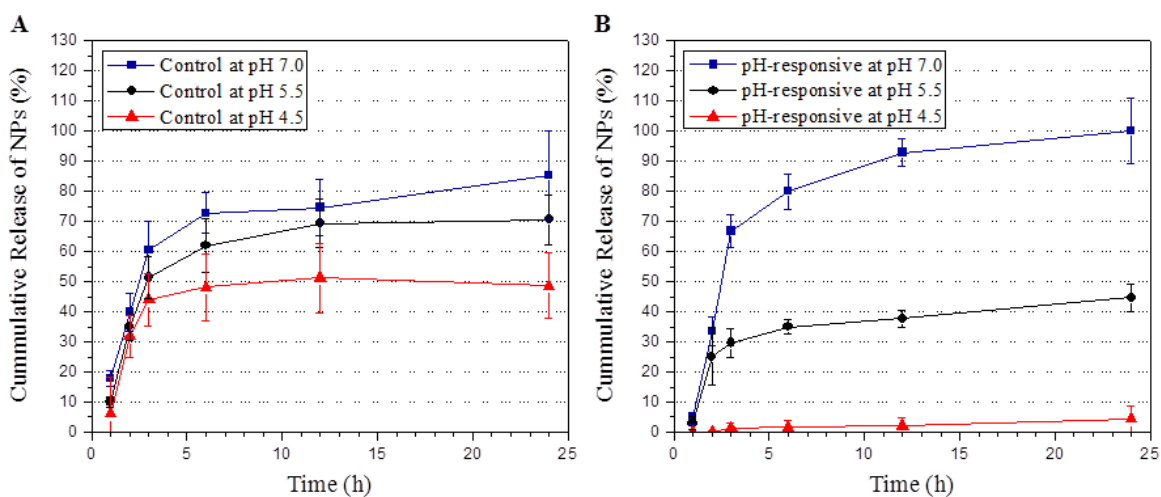 A
Cummulative Release of NPs (%)
130
120
110
100
90
80
70
60
50
40
30
20
10
0
Control at pH 7.0
Control at pH 5.5
Control at pH 4.5
0 5 10 15 20 25
Time (h)
B
Cummulative Release of NPs (%)
130
120
110
100
90
80
70
60
50
40
30
20
10
0
pH-responsive at pH 7.0
pH-responsive at pH 5.5
pH-responsive at pH 4.5
0 5 10 15 20 25
Time (h)